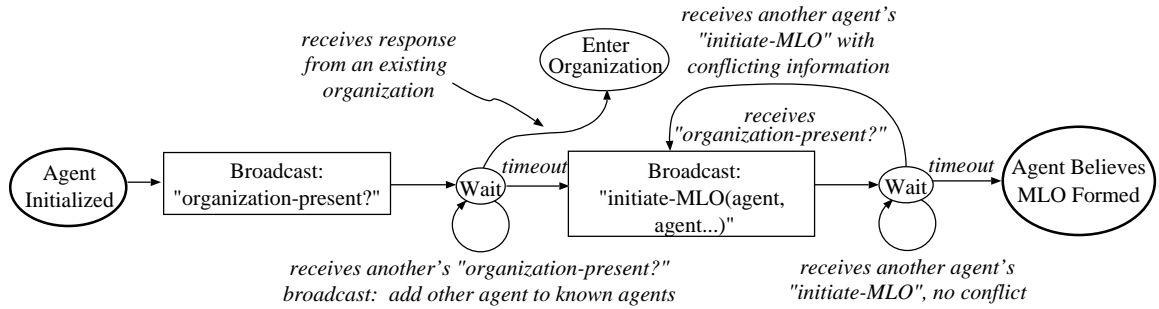 receives response
from an existing
organization
Enter
Organization
receives another agent's
"initiate-MLO" with
conflicting information
receives
"organization-present?"
Agent
Initialized
Broadcast:
"organization-present?"
Wait
timeout
Broadcast:
"initiate-MLO(agent,
agent...)"
Wait
timeout
Agent Believes
MLO Formed
receives another's "organization-present?"
broadcast: add other agent to known agents
receives another agent's
"initiate-MLO", no conflict